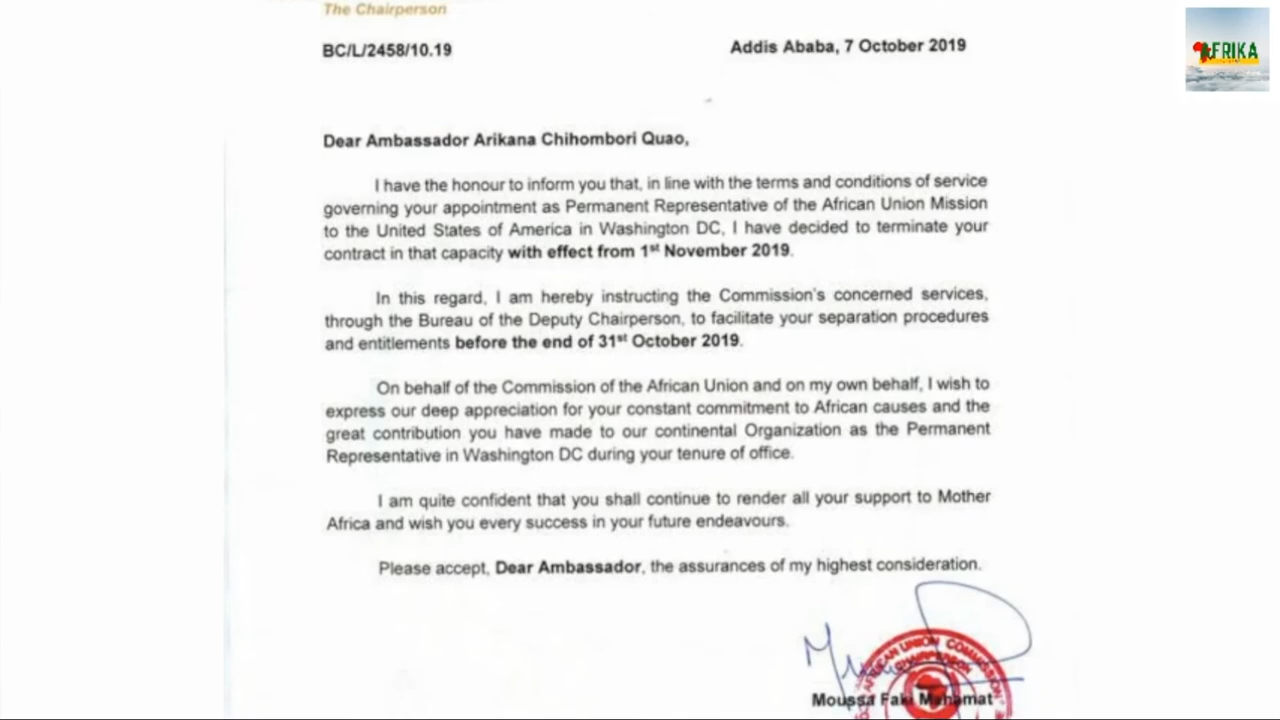 The Chairperson
BC/L/2458/10.19
Addis Ababa, 7 October 2019
AFRIKA
Dear Ambassador Arikana Chihombori Quao,
I have the honour to inform you that, in line with the terms and conditions of service
governing your appointment as Permanent Representative of the African Union Mission
to the United States of America in Washington DC, I have decided to terminate your
contract in that capacity with effect from 1st November 2019.
In this regard, I am hereby instructing the Commission's concerned services,
through the Bureau of the Deputy Chairperson, to facilitate your separation procedures
and entitlements before the end of 31st October 2019.
On behalf of the Commission of the African Union and on my own behalf, I wish to
express our deep appreciation for your constant commitment to African causes and the
great contribution you have made to our continental Organization as the Permanent
Representative in Washington DC during your tenure of office.
I am quite confident that you shall continue to render all your support to Mother
Africa and wish you every success in your future endeavours.
Please accept, Dear Ambassador, the assurances of my highest consideration.
AFRICAN UNION COMMISSION
CHAIRPERSON
Moussa Faki Mahamat